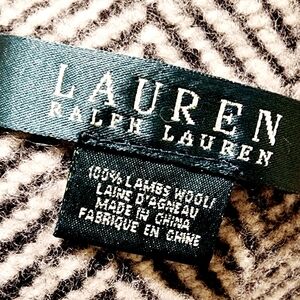 LAUREN
RALPH LAUREN
100% LAMBS WOOL/
LAINE D'AGNEAU
MADE IN CHINA
FABRIQUE EN CHINE